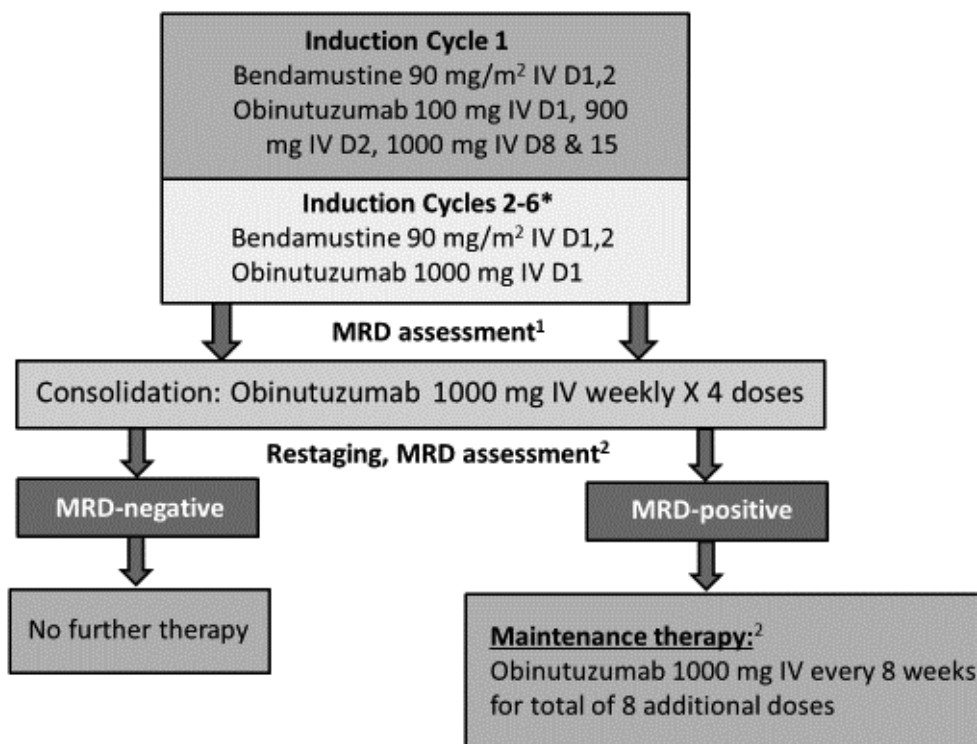 Induction Cycle 1
Bendamustine 90 mg/m² IV D1,2
Obinutuzumab 100 mg IV D1, 900
mg IV D2, 1000 mg IV D8 & 15
Induction Cycles 2-6*
Bendamustine 90 mg/m² IV D1,2
Obinutuzumab 1000 mg IV D1
MRD assessment¹
Consolidation: Obinutuzumab 1000 mg IV weekly X 4 doses
Restaging, MRD assessment²
MRD-negative
MRD-positive
No further therapy
Maintenance therapy:²
Obinutuzumab 1000 mg IV every 8 weeks
for total of 8 additional doses